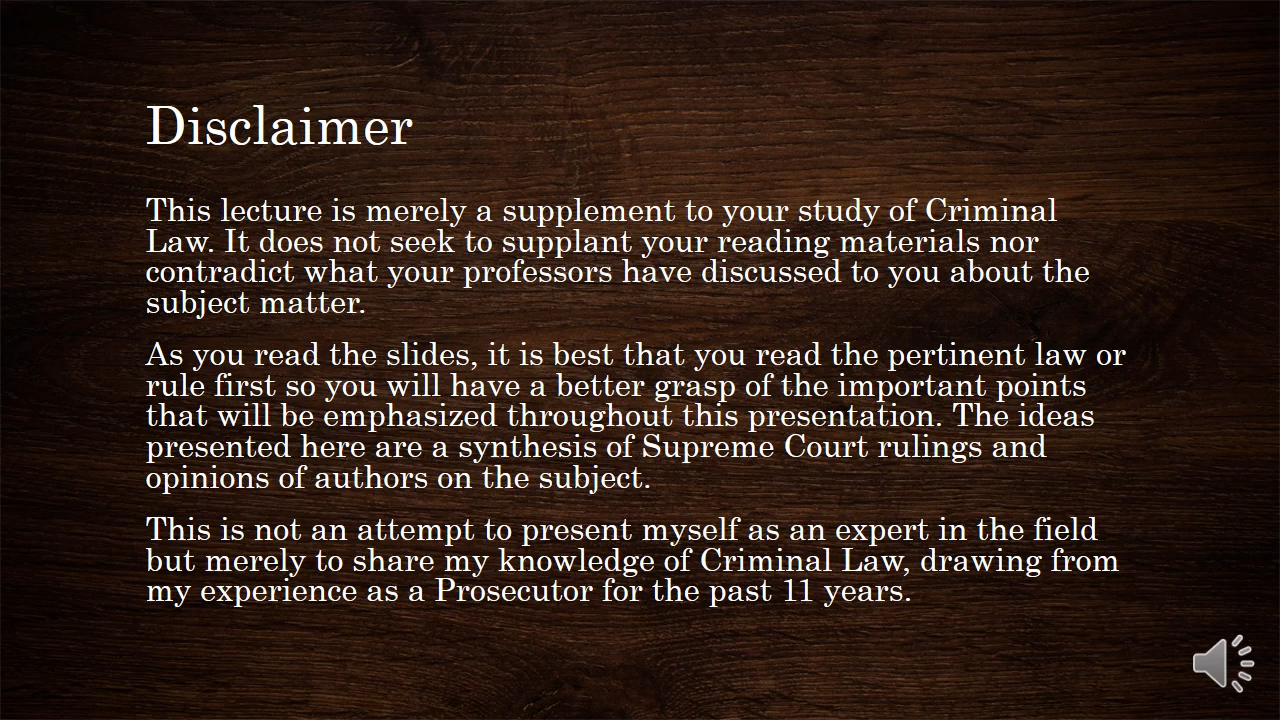 Disclaimer
This lecture is merely a supplement to your study of Criminal
Law. It does not seek to supplant your reading materials nor
contradict what your professors have discussed to you about the
subject matter.
As you read the slides, it is best that you read the pertinent law or
rule first so you will have a better grasp of the important points
that will be emphasized throughout this presentation. The ideas
presented here are a synthesis of Supreme Court rulings and
opinions of authors on the subject.
This is not an attempt to present myself as an expert in the field
but merely to share my knowledge of Criminal Law, drawing from
my experience as a Prosecutor for the past 11 years.